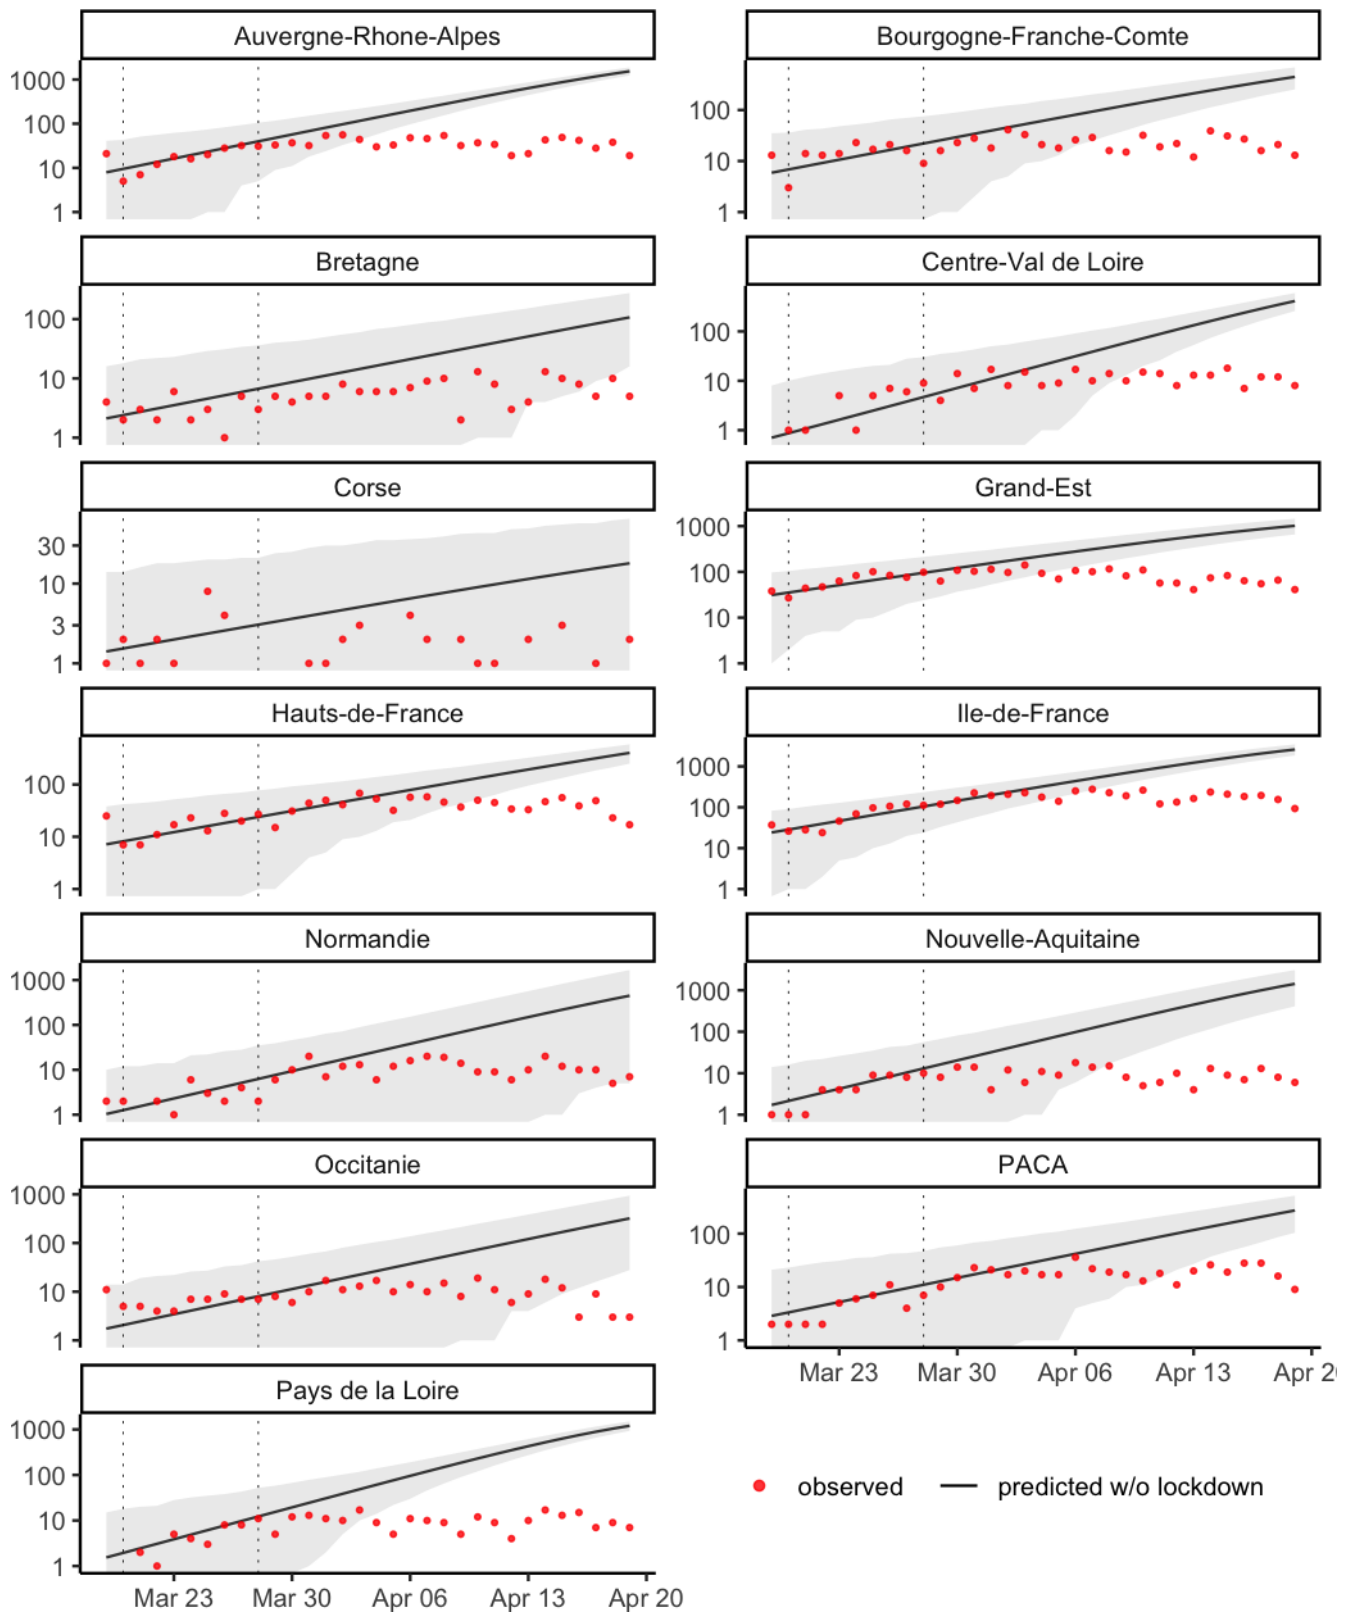 Auvergne-Rhone-Alpes
1000
100
10
1
Bourgogne-Franche-Comte
100
10
1
Bretagne
100
10
1
Centre-Val de Loire
100
10
1
Corse
30
10
3
1
Grand-Est
1000
100
10
1
Hauts-de-France
100
10
1
Ile-de-France
1000
100
10
1
Normandie
1000
100
10
1
Nouvelle-Aquitaine
1000
100
10
1
Occitanie
1000
100
10
1
PACA
100
10
1
Mar 23 Mar 30 Apr 06 Apr 13 Apr 2
Pays de la Loire
1000
100
10
1
Mar 23 Mar 30 Apr 06 Apr 13 Apr 20
observed predicted w/o lockdown